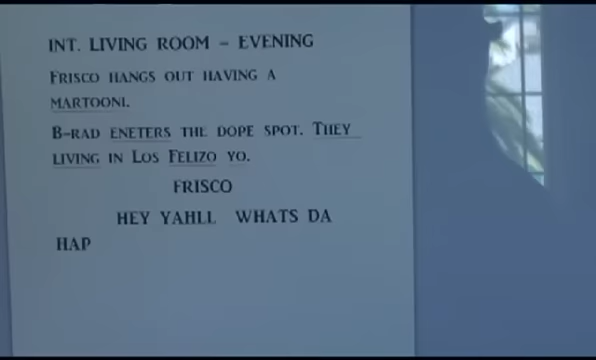 INT. LIVING ROOM – EVENING
FRISCO HANGS OUT HAVING A
MARTOONI.
B-RAD ENETERS THE DOPE SPOT. THEY
LIVING IN LOS FELIZO YO.
FRISCO
HEY YAHLL WHATS DA
HAP